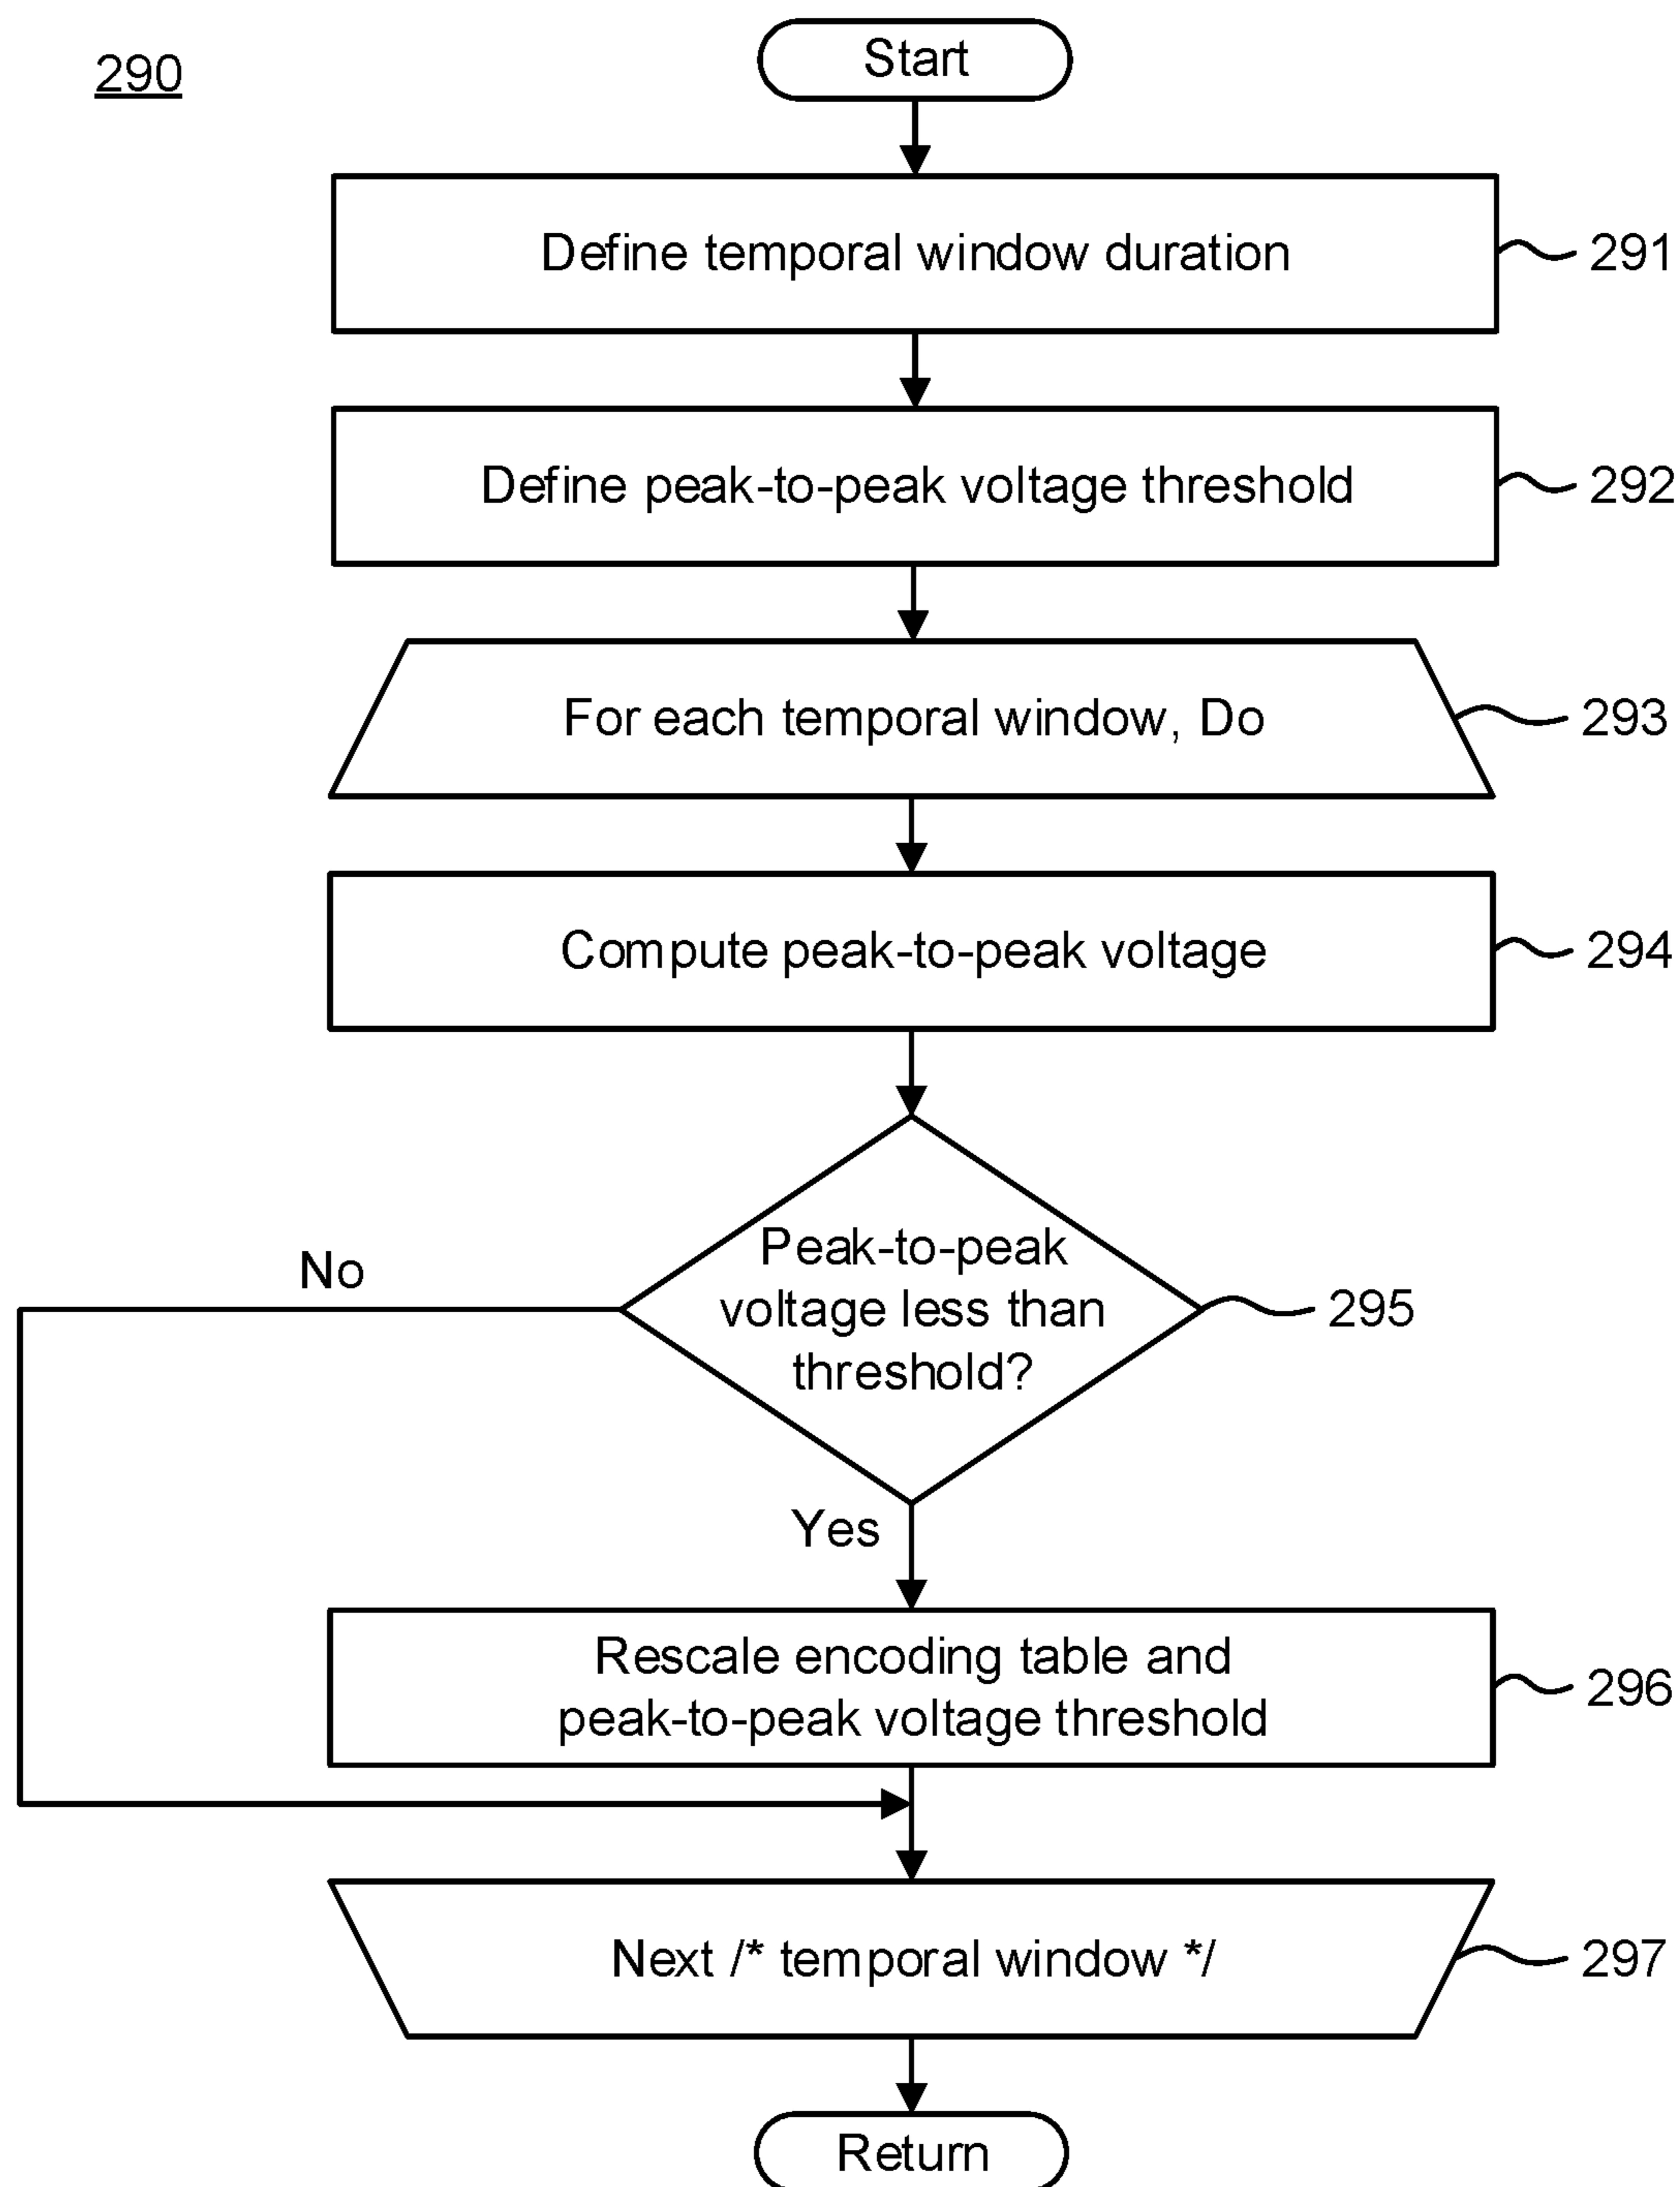 290
Start
Define temporal window duration
291
Define peak-to-peak voltage threshold
292
For each temporal window, Do
293
Compute peak-to-peak voltage
294
Peak-to-peak
voltage less than
threshold?
295
No
Yes
Rescale encoding table and
peak-to-peak voltage threshold
296
Next /* temporal window */
297
Return